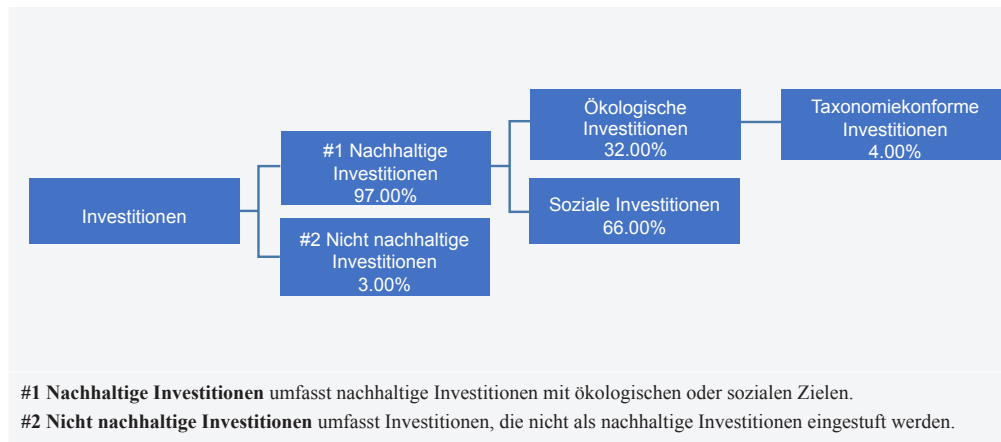 Investitionen
#1 Nachhaltige
Investitionen
97.00%
#2 Nicht nachhaltige
Investitionen
3.00%
Ökologische
Investitionen
32.00%
Soziale Investitionen
66.00%
Taxonomiekonforme
Investitionen
4.00%
#1 Nachhaltige Investitionen umfasst nachhaltige Investitionen mit ökologischen oder sozialen Zielen.
#2 Nicht nachhaltige Investitionen umfasst Investitionen, die nicht als nachhaltige Investitionen eingestuft werden.